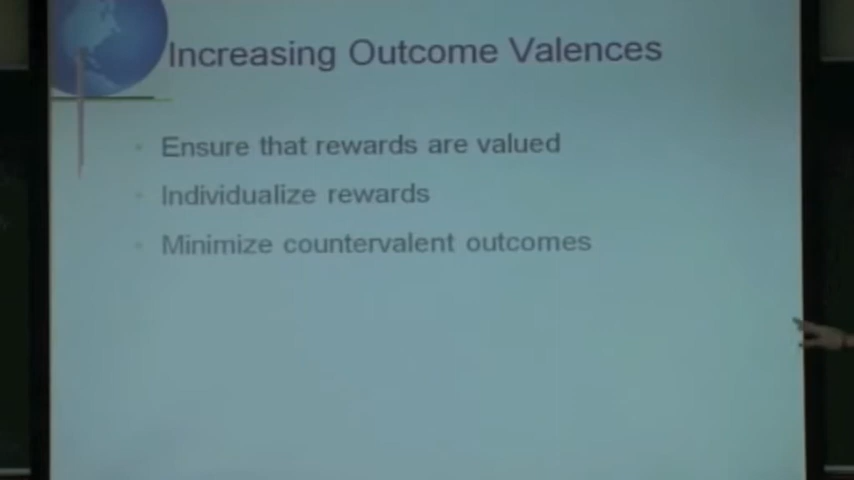 Increasing Outcome Valences
Ensure that rewards are valued
Individualize rewards
Minimize countervalent outcomes